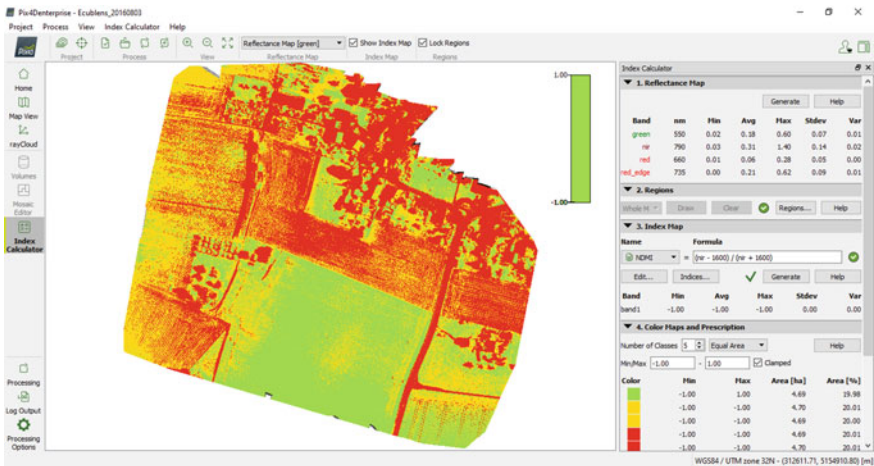 Pix4Denterprise - Ecublens_20160803
Project Process View Index Calculator Help
Reflectance Map [green] Show Index Map Lock Regions
Project Process View Reflectance Map Index Map Regions
Home
Map View
rayCloud
Volumes
Mosaic Editor
Index Calculator
Processing
Log Output
Processing Options
1.00
-1.00
Index Calculator
1. Reflectance Map
Generate Help
Band nm Min Avg Max Stdev Var
green 550 0.02 0.18 0.60 0.07 0.01
nir 790 0.03 0.31 1.40 0.14 0.02
red 660 0.01 0.06 0.28 0.05 0.00
red_edge 735 0.00 0.21 0.62 0.09 0.01
2. Regions
Whole M Draw Clear Regions... Help
3. Index Map
Name Formula
NDMI = (nir - 1600) / (nir + 1600)
Edit... Indices... Generate Help
Band Min Avg Max Stdev Var
band1 -1.00 -1.00 -1.00 0.00 0.00
4. Color Maps and Prescription
Number of Classes 5 Equal Area Help
Min/Max -1.00 - 1.00 Clamped
Color Min Max Area [ha] Area [%]
-1.00 1.00 4.69 19.98
-1.00 -1.00 4.70 20.01
-1.00 -1.00 4.69 20.00
-1.00 -1.00 4.69 20.01
-1.00 -1.00 4.70 20.01
WGS84 / UTM zone 32N - (312611.71, 5154910.80) [m]